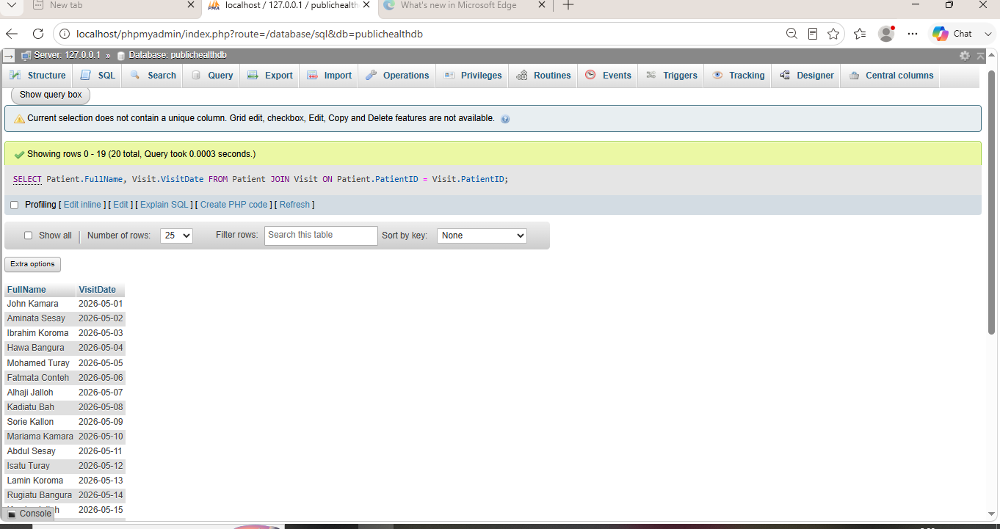 New tab
localhost / 127.0.0.1 / publichealth
What's new in Microsoft Edge
localhost/phpmyadmin/index.php?route=/database/sql&db=publichealthdb
Chat
Server: 127.0.0.1 » Database: publichealthdb
Structure SQL Search Query Export Import Operations Privileges Routines Events Triggers Tracking Designer Central columns
Show query box
Current selection does not contain a unique column. Grid edit, checkbox, Edit, Copy and Delete features are not available.
Showing rows 0 - 19 (20 total, Query took 0.0003 seconds.)
SELECT Patient.FullName, Visit.VisitDate FROM Patient JOIN Visit ON Patient.PatientID = Visit.PatientID;
Profiling [ Edit inline ] [ Edit ] [ Explain SQL ] [ Create PHP code ] [ Refresh ]
Show all | Number of rows: 25 Filter rows: Search this table Sort by key: None
Extra options
FullName VisitDate
John Kamara 2026-05-01
Aminata Sesay 2026-05-02
Ibrahim Koroma 2026-05-03
Hawa Bangura 2026-05-04
Mohamed Turay 2026-05-05
Fatmata Conteh 2026-05-06
Alhaji Jalloh 2026-05-07
Kadiatu Bah 2026-05-08
Sorie Kallon 2026-05-09
Mariama Kamara 2026-05-10
Abdul Sesay 2026-05-11
Isatu Turay 2026-05-12
Lamin Koroma 2026-05-13
Rugiatu Bangura 2026-05-14
2026-05-15
Console